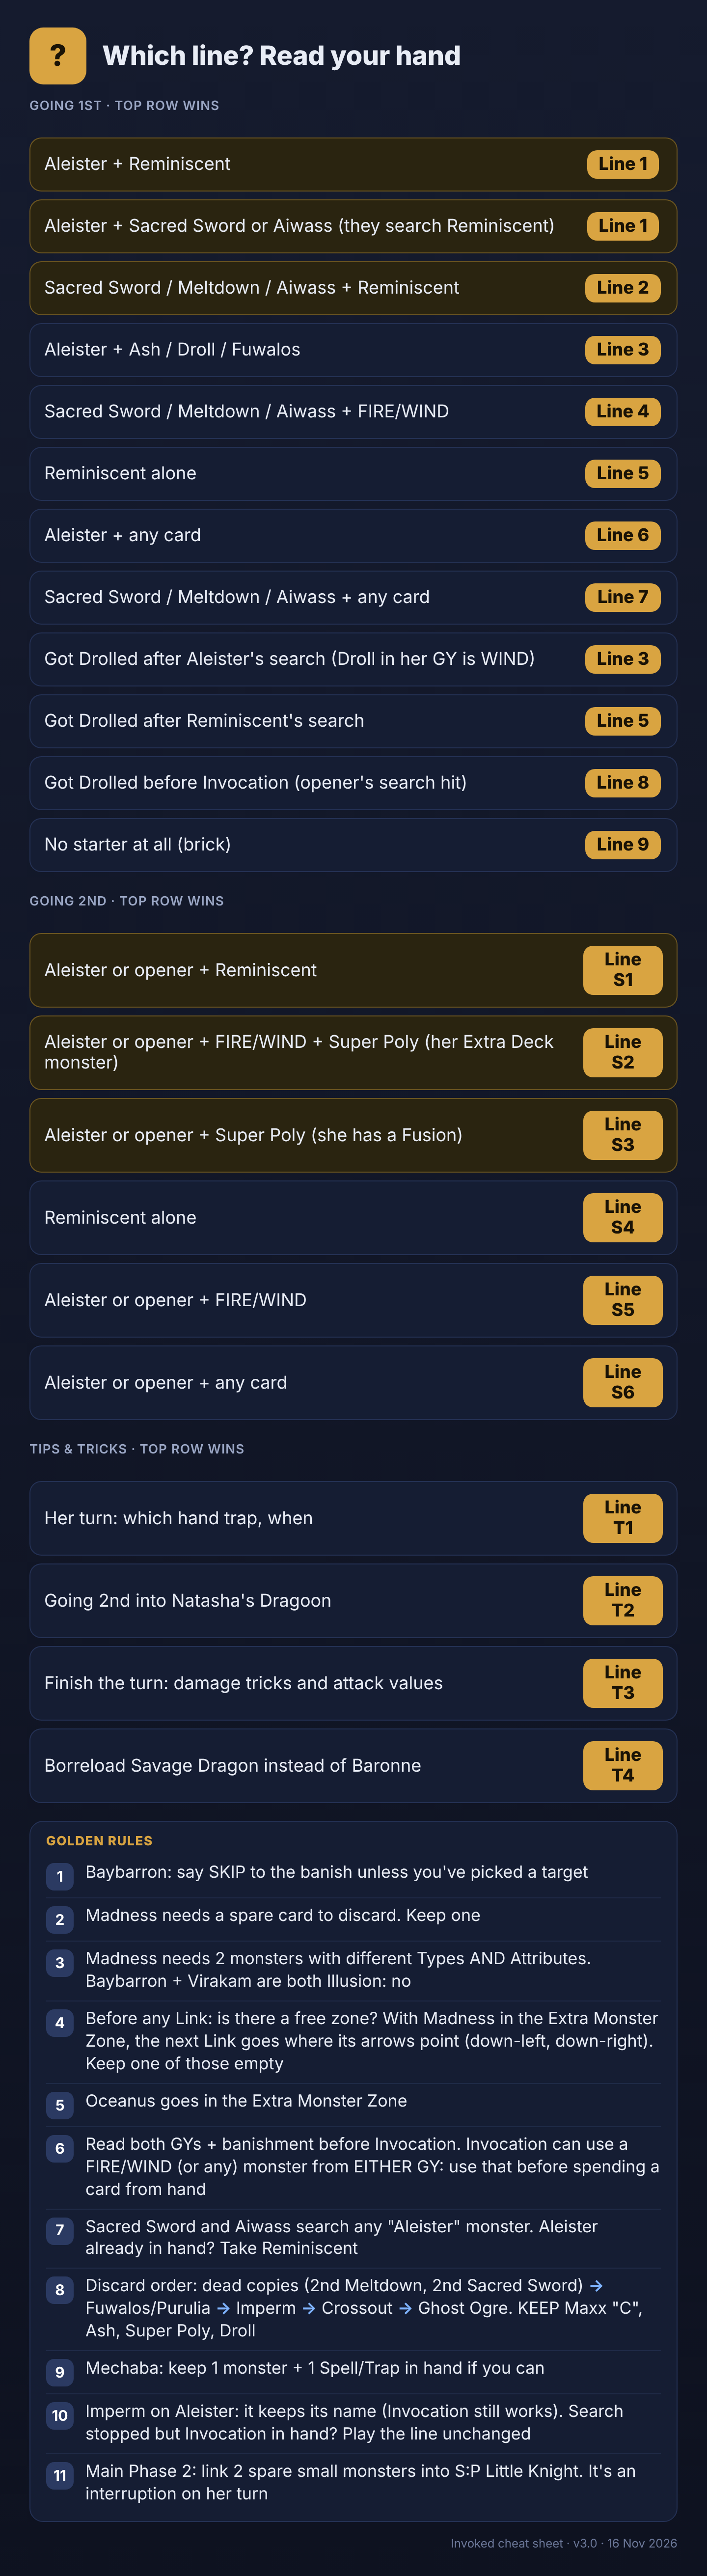 ?
Which line? Read your hand
GOING 1ST · TOP ROW WINS
Aleister + Reminiscent
Line 1
Aleister + Sacred Sword or Aiwass (they search Reminiscent)
Line 1
Sacred Sword / Meltdown / Aiwass + Reminiscent
Line 2
Aleister + Ash / Droll / Fuwalos
Line 3
Sacred Sword / Meltdown / Aiwass + FIRE/WIND
Line 4
Reminiscent alone
Line 5
Aleister + any card
Line 6
Sacred Sword / Meltdown / Aiwass + any card
Line 7
Got Drolled after Aleister's search (Droll in her GY is WIND)
Line 3
Got Drolled after Reminiscent's search
Line 5
Got Drolled before Invocation (opener's search hit)
Line 8
No starter at all (brick)
Line 9
GOING 2ND · TOP ROW WINS
Aleister or opener + Reminiscent
Line
S1
Aleister or opener + FIRE/WIND + Super Poly (her Extra Deck
monster)
Line
S2
Aleister or opener + Super Poly (she has a Fusion)
Line
S3
Reminiscent alone
Line
S4
Aleister or opener + FIRE/WIND
Line
S5
Aleister or opener + any card
Line
S6
TIPS & TRICKS · TOP ROW WINS
Her turn: which hand trap, when
Line
T1
Going 2nd into Natasha's Dragoon
Line
T2
Finish the turn: damage tricks and attack values
Line
T3
Borreload Savage Dragon instead of Baronne
Line
T4
GOLDEN RULES
1 Baybarron: say SKIP to the banish unless you've picked a target
2 Madness needs a spare card to discard. Keep one
3 Madness needs 2 monsters with different Types AND Attributes.
Baybarron + Virakam are both Illusion: no
4 Before any Link: is there a free zone? With Madness in the Extra Monster
Zone, the next Link goes where its arrows point (down-left, down-right).
Keep one of those empty
5 Oceanus goes in the Extra Monster Zone
6 Read both GYs + banishment before Invocation. Invocation can use a
FIRE/WIND (or any) monster from EITHER GY: use that before spending a
card from hand
7 Sacred Sword and Aiwass search any "Aleister" monster. Aleister
already in hand? Take Reminiscent
8 Discard order: dead copies (2nd Meltdown, 2nd Sacred Sword) →
Fuwalos/Purulia → Imperm → Crossout → Ghost Ogre. KEEP Maxx "C",
Ash, Super Poly, Droll
9 Mechaba: keep 1 monster + 1 Spell/Trap in hand if you can
10 Imperm on Aleister: it keeps its name (Invocation still works). Search
stopped but Invocation in hand? Play the line unchanged
11 Main Phase 2: link 2 spare small monsters into S:P Little Knight. It's an
interruption on her turn
Invoked cheat sheet · v3.0 · 16 Nov 2026